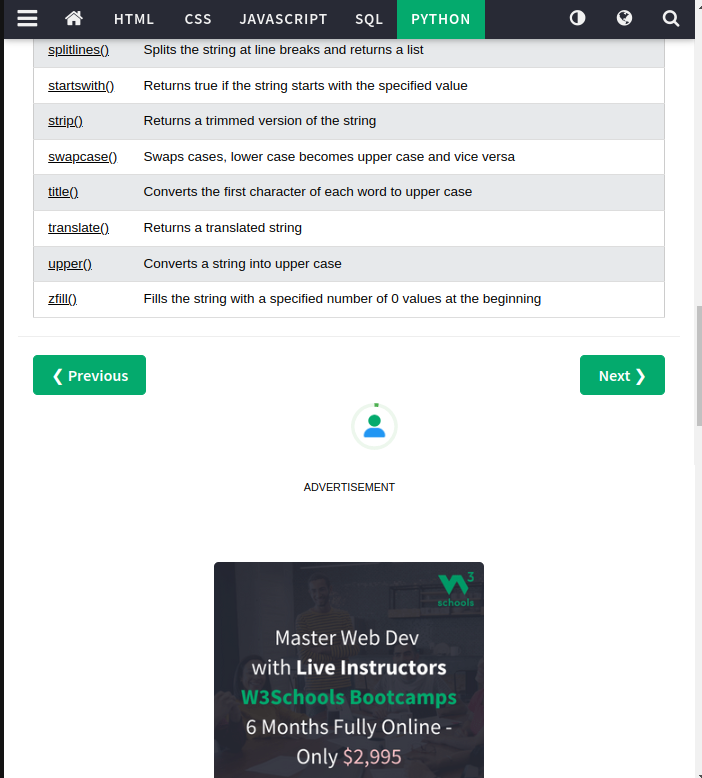 HTML CSS JAVASCRIPT SQL PYTHON
splitlines() Splits the string at line breaks and returns a list
startswith() Returns true if the string starts with the specified value
strip() Returns a trimmed version of the string
swapcase() Swaps cases, lower case becomes upper case and vice versa
title() Converts the first character of each word to upper case
translate() Returns a translated string
upper() Converts a string into upper case
zfill() Fills the string with a specified number of 0 values at the beginning
❮ Previous Next ❯
ADVERTISEMENT
W3
schools
Master Web Dev
with Live Instructors
W3Schools Bootcamps
6 Months Fully Online -
Only $2,995